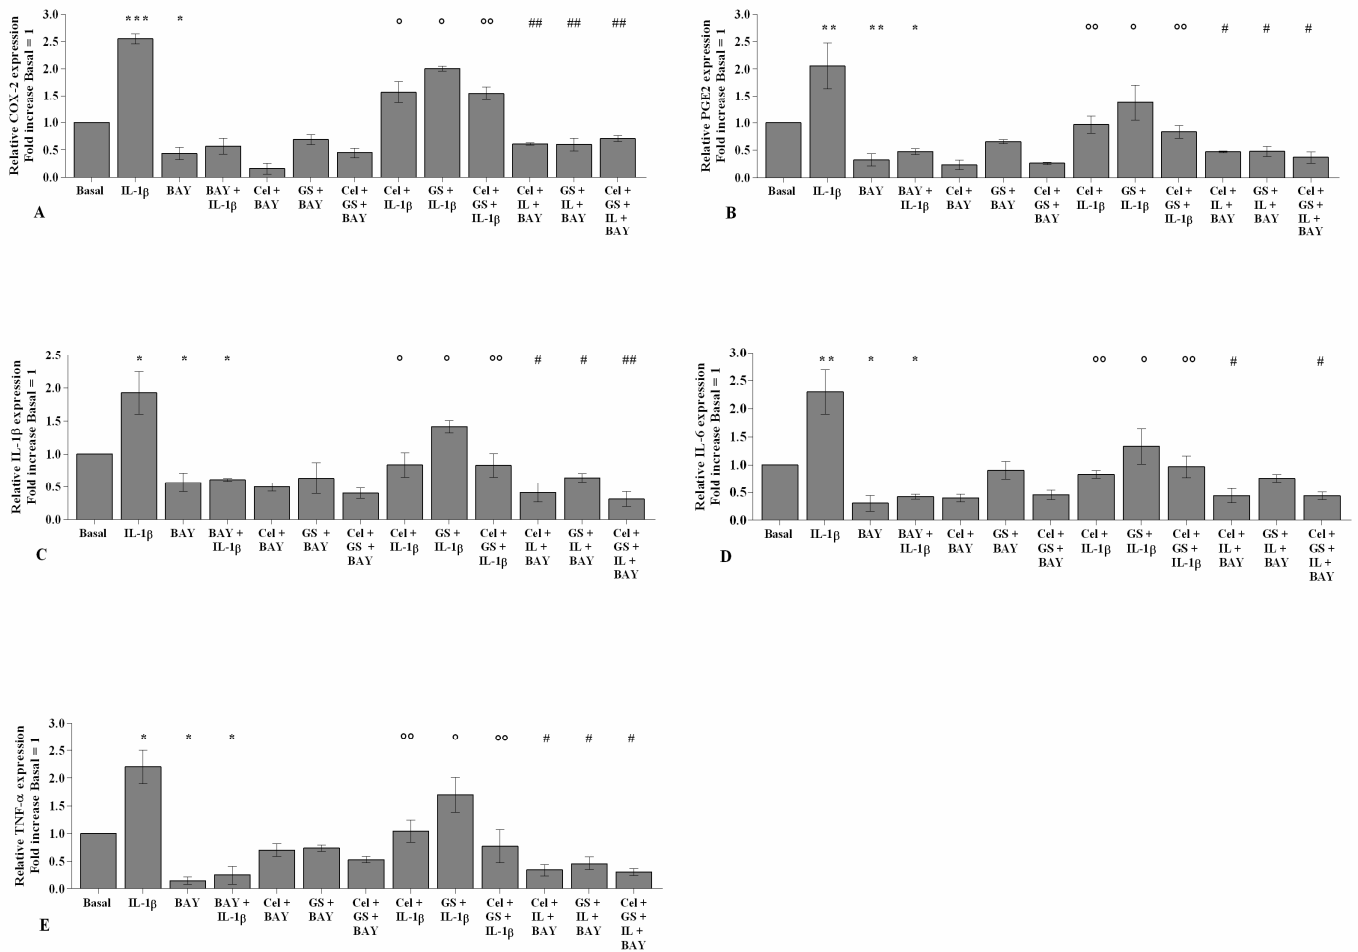 Relative COX-2 expression
Fold increase Basal = 1
3.0
2.5
2.0
1.5
1.0
0.5
0.0
*** * ° ° °° ## ## ##
Basal IL-1β BAY BAY + Cel + GS + Cel + Cel + GS + Cel + Cel + GS + Cel +
IL-1β BAY BAY GS + IL-1β IL-1β GS + IL + IL + GS +
BAY IL-1β BAY BAY IL +
BAY
A
Relative PGE2 expression
Fold increase Basal = 1
3.0
2.5
2.0
1.5
1.0
0.5
0.0
** ** * °° ° °° # # #
Basal IL-1β BAY BAY + Cel + GS + Cel + Cel + GS + Cel + Cel + GS + Cel +
IL-1β BAY BAY GS + IL-1β IL-1β GS + IL + IL + GS +
BAY IL-1β BAY BAY IL +
BAY
B
Relative IL-1β expression
Fold increase Basal = 1
2.5
2.0
1.5
1.0
0.5
0.0
* * * ° ° °° # # ##
Basal IL-1β BAY BAY + Cel + GS + Cel + Cel + GS + Cel + Cel + GS + Cel +
IL-1β BAY BAY GS + IL-1β IL-1β GS + IL + IL + GS +
BAY IL-1β BAY BAY IL +
BAY
C
Relative IL-6 expression
Fold increase Basal = 1
3.0
2.5
2.0
1.5
1.0
0.5
0.0
** * * °° ° °° # #
Basal IL-1β BAY BAY + Cel + GS + Cel + Cel + GS + Cel + Cel + GS + Cel +
IL-1β BAY BAY GS + IL-1β IL-1β GS + IL + IL + GS +
BAY IL-1β BAY BAY IL +
BAY
D
Relative TNF-α expression
Fold increase Basal = 1
3.0
2.5
2.0
1.5
1.0
0.5
0.0
* * * °° ° °° # # #
Basal IL-1β BAY BAY + Cel + GS + Cel + Cel + GS + Cel + Cel + GS + Cel +
IL-1β BAY BAY GS + IL-1β IL-1β GS + IL + IL + GS +
BAY IL-1β BAY BAY IL +
BAY
E